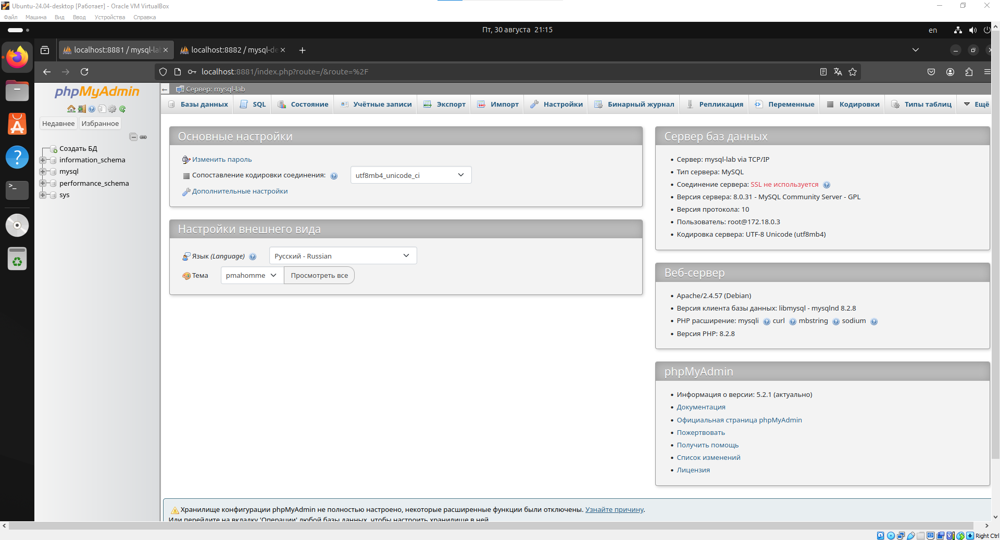 Ubuntu-24.04-desktop [Работает] - Oracle VM VirtualBox
Файл Машина Вид Ввод Устройства Справка
Пт, 30 августа 21:15
en
localhost:8881 / mysql-la
localhost:8882 / mysql-de
localhost:8881/index.php?route=/&route=%2F
phpMyAdmin
Недавнее Избранное
Создать БД
information_schema
mysql
performance_schema
sys
Сервер: mysql-lab
Базы данных SQL Состояние Учётные записи Экспорт Импорт Настройки Бинарный журнал Репликация Переменные Кодировки Типы таблиц Ещё
Основные настройки
Изменить пароль
Сопоставление кодировки соединения: utf8mb4_unicode_ci
Дополнительные настройки
Настройки внешнего вида
Язык (Language) Русский - Russian
Тема pmahomme Просмотреть все
Сервер баз данных
• Сервер: mysql-lab via TCP/IP
• Тип сервера: MySQL
• Соединение сервера: SSL не используется
• Версия сервера: 8.0.31 - MySQL Community Server - GPL
• Версия протокола: 10
• Пользователь: root@172.18.0.3
• Кодировка сервера: UTF-8 Unicode (utf8mb4)
Веб-сервер
• Apache/2.4.57 (Debian)
• Версия клиента базы данных: libmysql - mysqlnd 8.2.8
• PHP расширение: mysqli curl mbstring sodium
• Версия PHP: 8.2.8
phpMyAdmin
• Информация о версии: 5.2.1 (актуально)
• Документация
• Официальная страница phpMyAdmin
• Пожертвовать
• Получить помощь
• Список изменений
• Лицензия
Хранилище конфигурации phpMyAdmin не полностью настроено, некоторые расширенные функции были отключены. Узнайте причину.
Или перейдите на вкладку 'Операции' любой базы данных, чтобы настроить хранилище в ней.
Right Ctrl